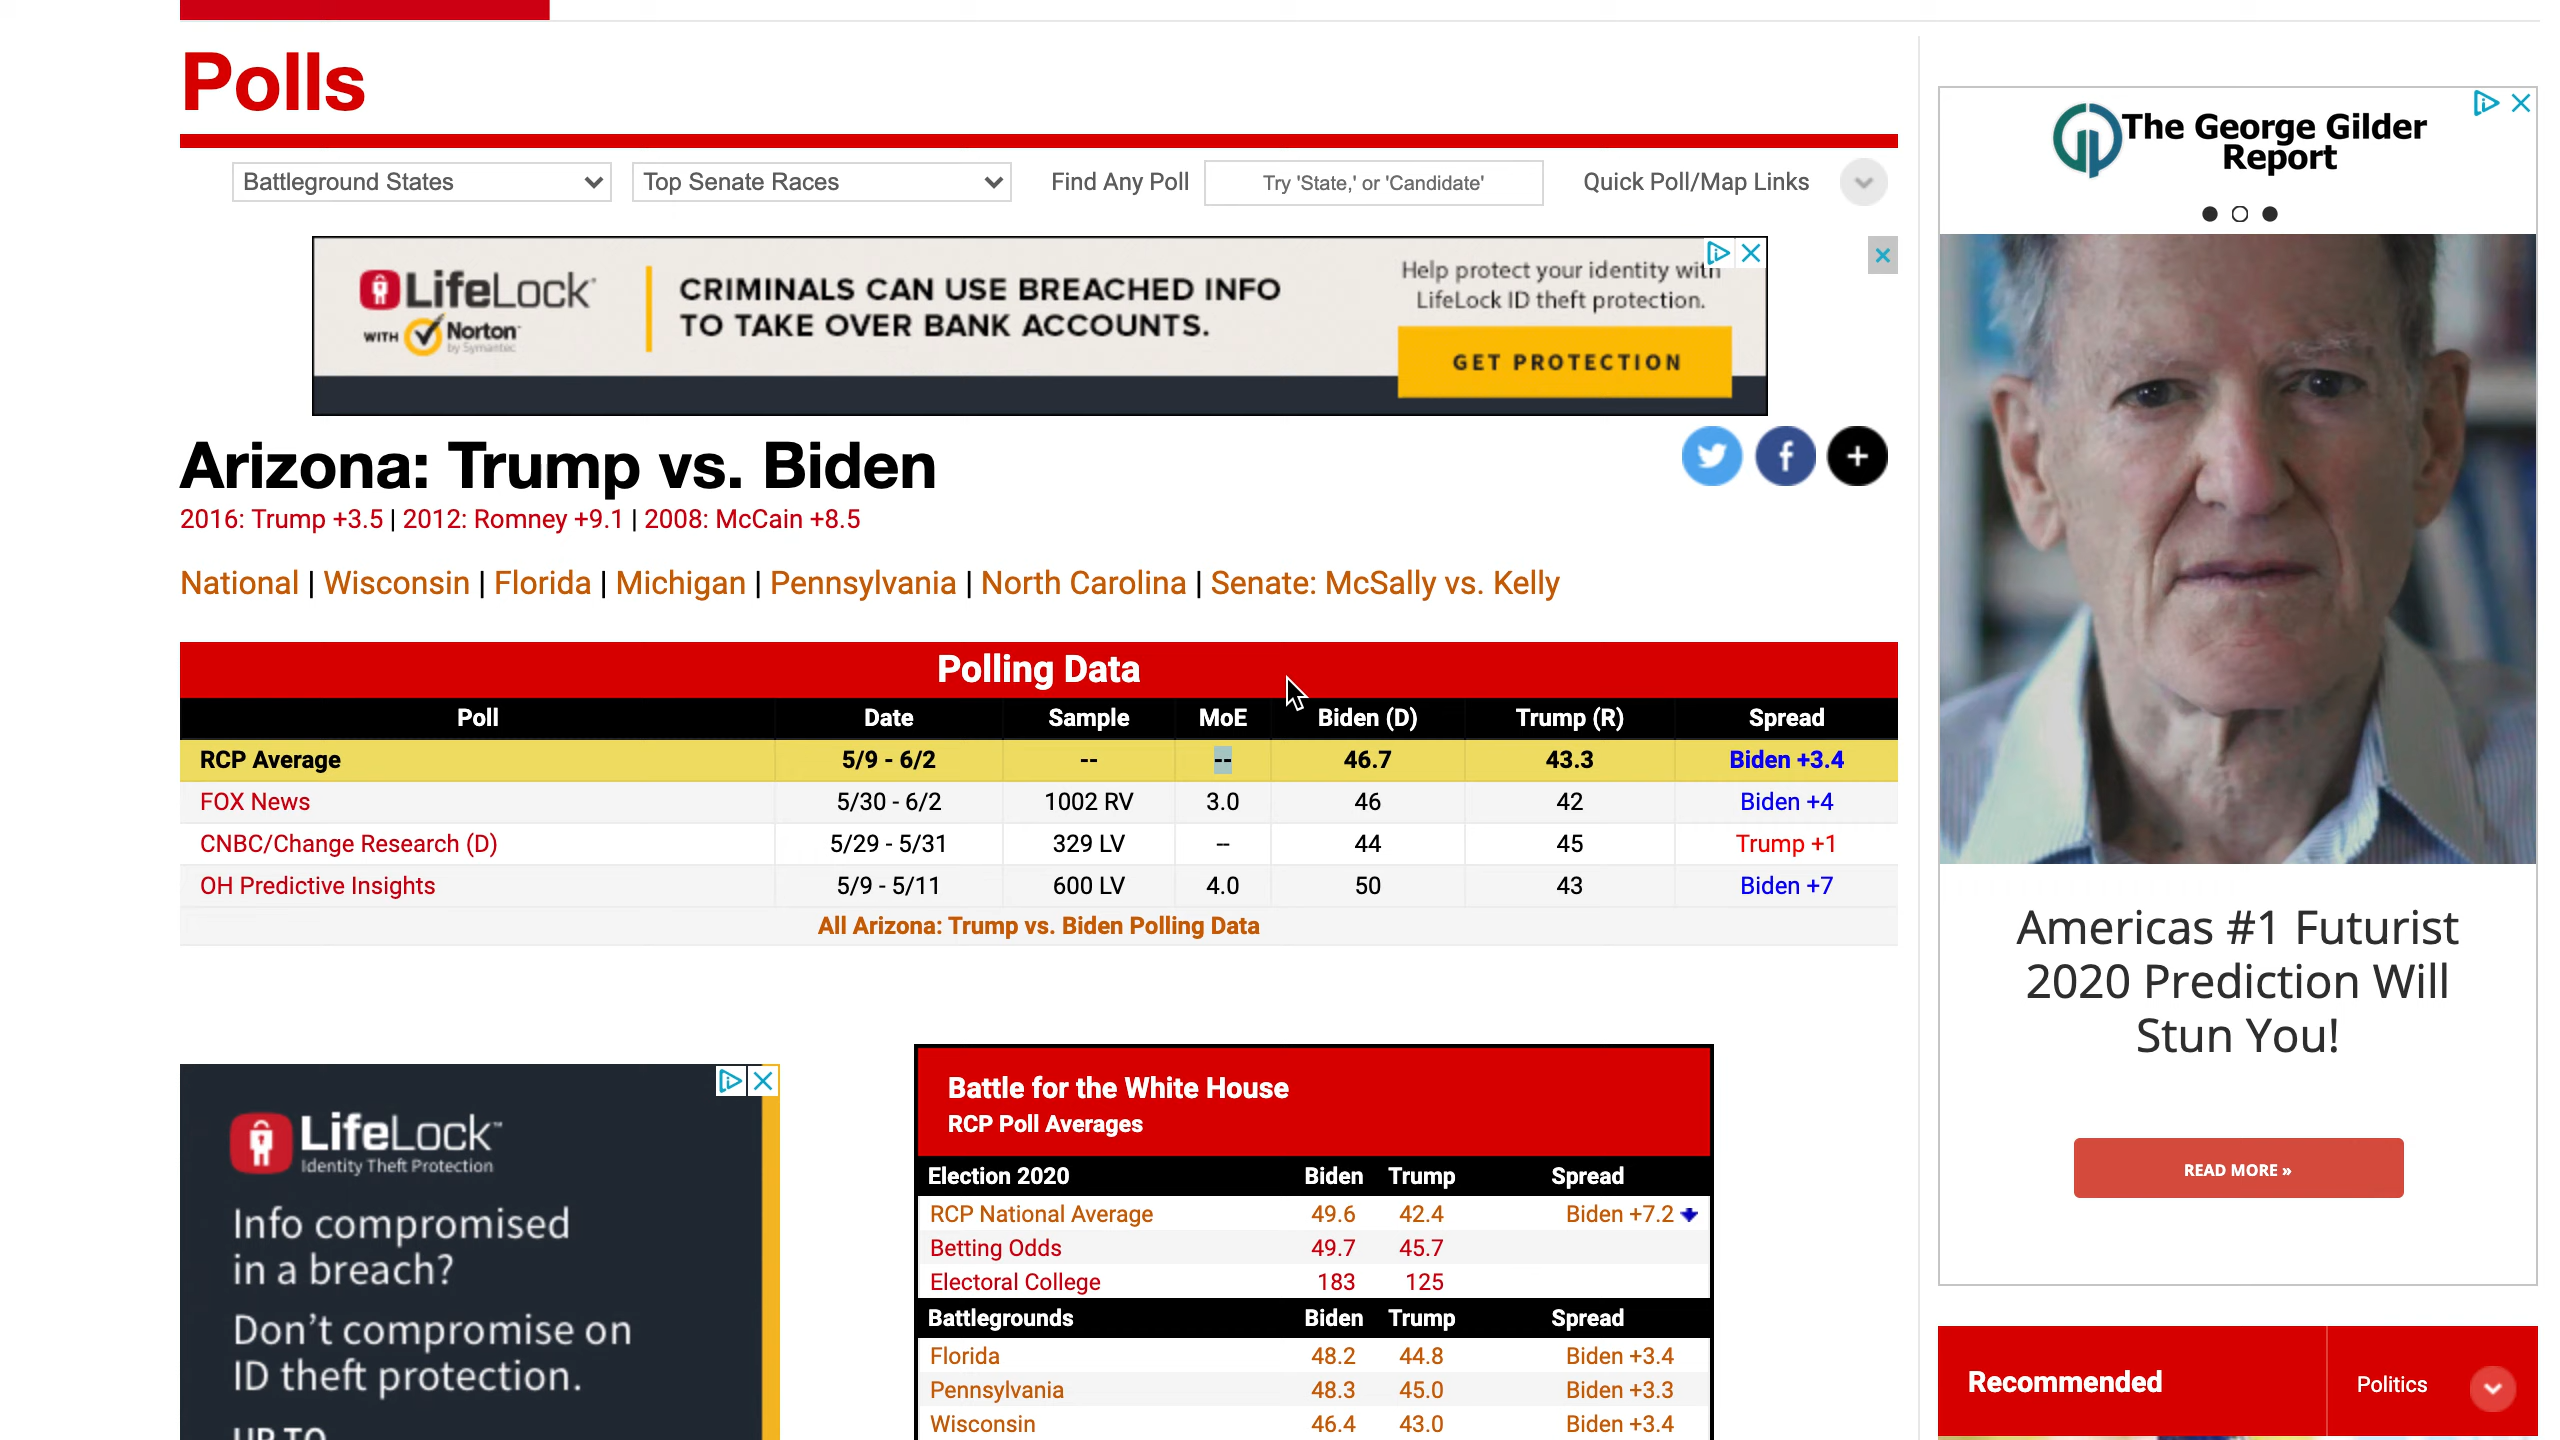 Polls
Battleground States
Top Senate Races
Find Any Poll
Try 'State,' or 'Candidate'
Quick Poll/Map Links
LifeLock
WITH Norton
by Symantec
CRIMINALS CAN USE BREACHED INFO
TO TAKE OVER BANK ACCOUNTS.
Help protect your identity with
LifeLock ID theft protection.
GET PROTECTION
Arizona: Trump vs. Biden
2016: Trump +3.5 | 2012: Romney +9.1 | 2008: McCain +8.5
National | Wisconsin | Florida | Michigan | Pennsylvania | North Carolina | Senate: McSally vs. Kelly
Polling Data
Poll Date Sample MoE Biden (D) Trump (R) Spread
RCP Average 5/9 - 6/2 -- -- 46.7 43.3 Biden +3.4
FOX News 5/30 - 6/2 1002 RV 3.0 46 42 Biden +4
CNBC/Change Research (D) 5/29 - 5/31 329 LV -- 44 45 Trump +1
OH Predictive Insights 5/9 - 5/11 600 LV 4.0 50 43 Biden +7
All Arizona: Trump vs. Biden Polling Data
LifeLock™
Identity Theft Protection
Info compromised
in a breach?
Don't compromise on
ID theft protection.
UP TO
Battle for the White House
RCP Poll Averages
Election 2020 Biden Trump Spread
RCP National Average 49.6 42.4 Biden +7.2
Betting Odds 49.7 45.7
Electoral College 183 125
Battlegrounds Biden Trump Spread
Florida 48.2 44.8 Biden +3.4
Pennsylvania 48.3 45.0 Biden +3.3
Wisconsin 46.4 43.0 Biden +3.4
The George Gilder
Report
Americas #1 Futurist
2020 Prediction Will
Stun You!
READ MORE »
Recommended
Politics